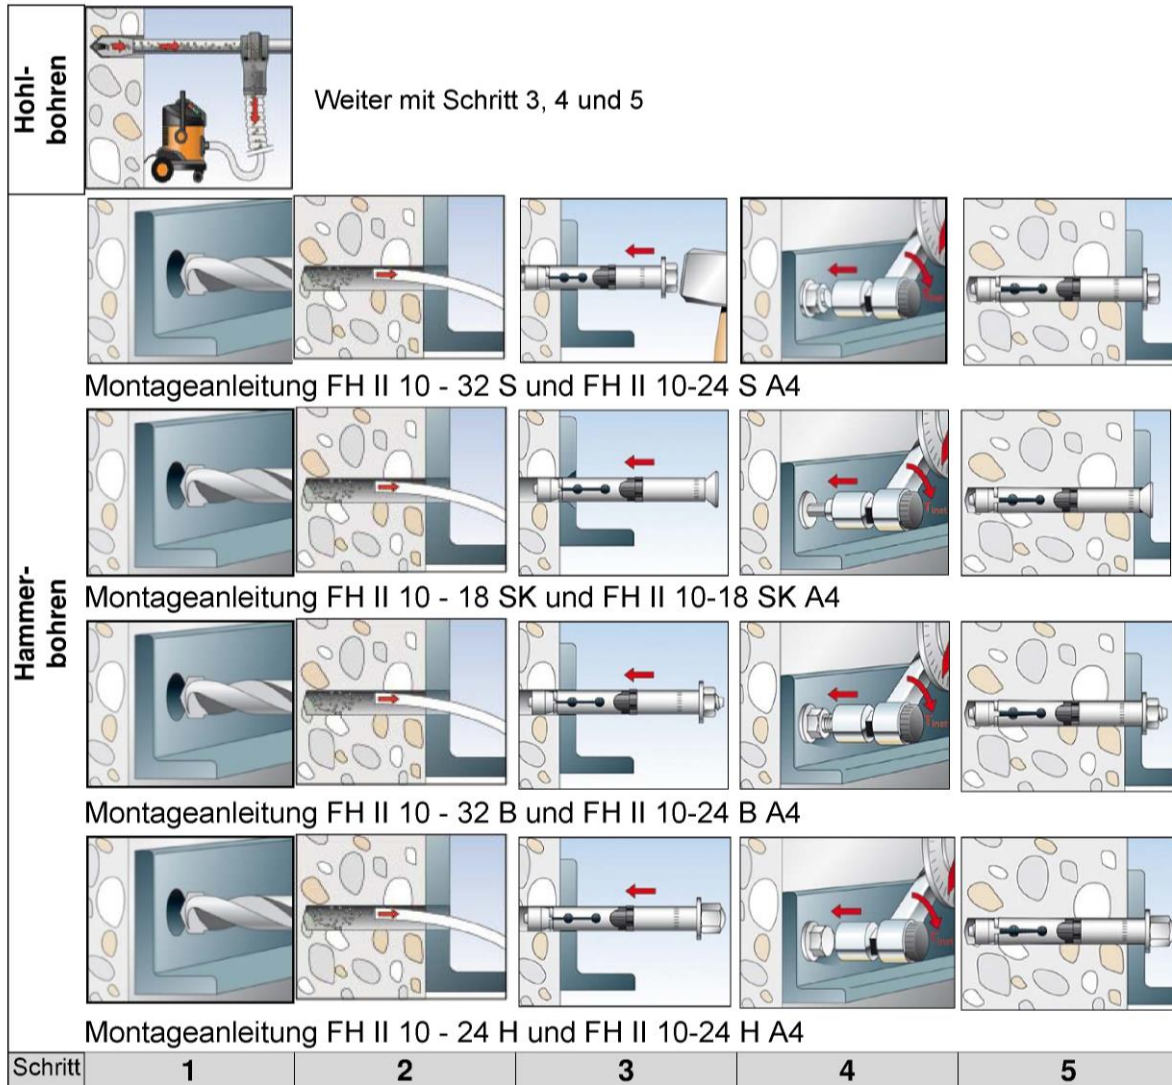 Hohl-
bohren
Weiter mit Schritt 3, 4 und 5
Hammer-
bohren
Montageanleitung FH II 10 - 32 S und FH II 10-24 S A4
T inst
Montageanleitung FH II 10 - 18 SK und FH II 10-18 SK A4
T inst
Montageanleitung FH II 10 - 32 B und FH II 10-24 B A4
Montageanleitung FH II 10 - 24 H und FH II 10-24 H A4
Schritt 1 2 3 4 5